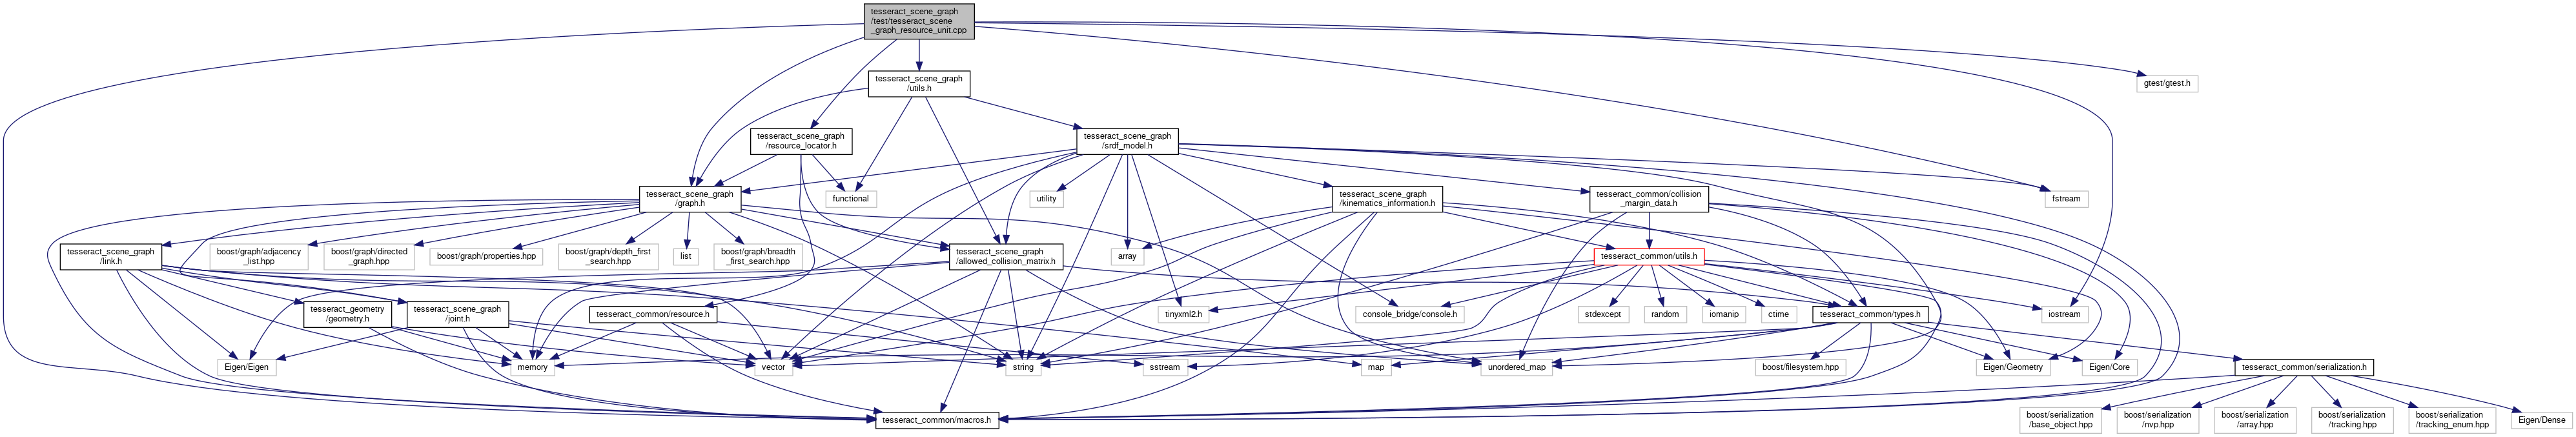 tesseract_scene_graph
/test/tesseract_scene
_graph_resource_unit.cpp
tesseract_scene_graph
/utils.h
gtest/gtest.h
tesseract_scene_graph
/resource_locator.h
tesseract_scene_graph
/srdf_model.h
tesseract_scene_graph
/graph.h
functional
utility
tesseract_scene_graph
/kinematics_information.h
tesseract_common/collision
_margin_data.h
fstream
tesseract_scene_graph
/link.h
boost/graph/adjacency
_list.hpp
boost/graph/directed
_graph.hpp
boost/graph/properties.hpp
boost/graph/depth_first
_search.hpp
list
boost/graph/breadth
_first_search.hpp
tesseract_scene_graph
/allowed_collision_matrix.h
array
tesseract_common/utils.h
tesseract_geometry
/geometry.h
tesseract_scene_graph
/joint.h
tesseract_common/resource.h
tinyxml2.h
console_bridge/console.h
stdexcept
random
iomanip
ctime
tesseract_common/types.h
iostream
Eigen/Eigen
memory
vector
string
sstream
map
unordered_map
boost/filesystem.hpp
Eigen/Geometry
Eigen/Core
tesseract_common/serialization.h
tesseract_common/macros.h
boost/serialization
/base_object.hpp
boost/serialization
/nvp.hpp
boost/serialization
/array.hpp
boost/serialization
/tracking.hpp
boost/serialization
/tracking_enum.hpp
Eigen/Dense